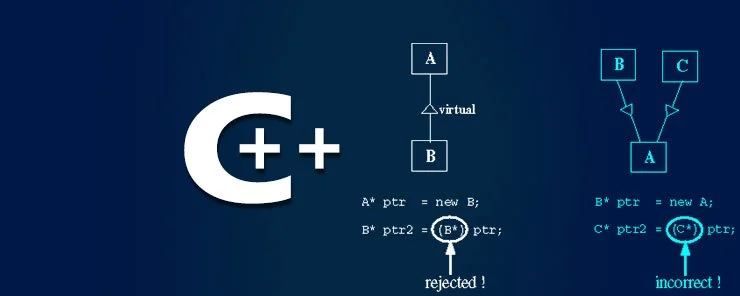 C++
A
virtual
B
A* ptr = new B;
B* ptr2 = (B*) ptr;
rejected !
B C
A
B* ptr = new A;
C* ptr2 = (C*) ptr;
incorrect !